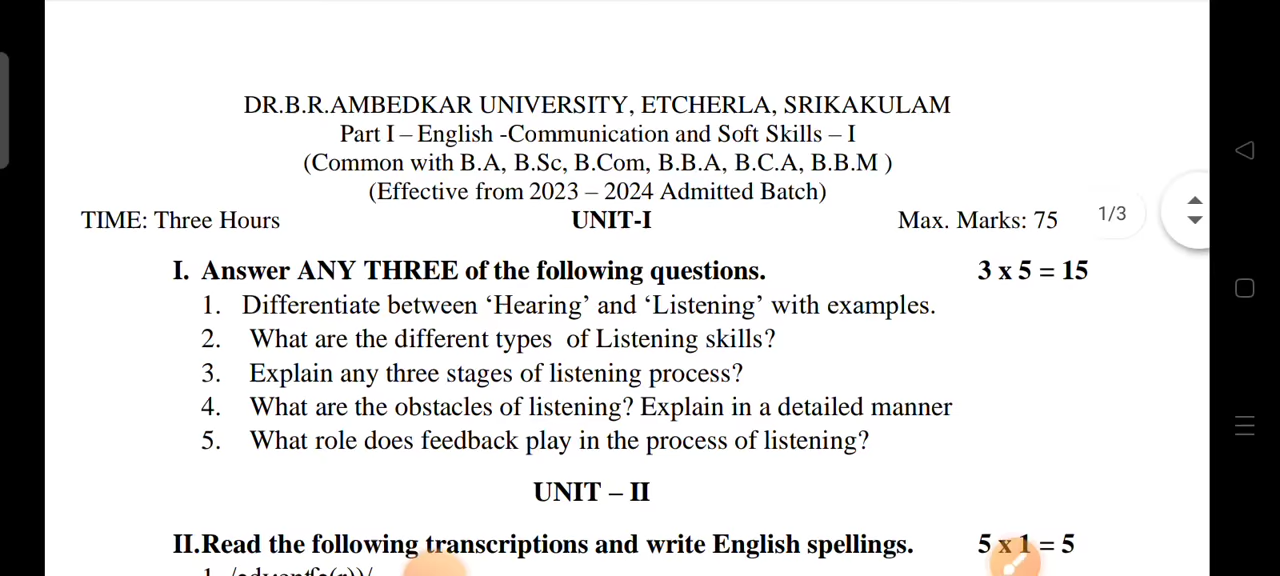 DR.B.R.AMBEDKAR UNIVERSITY, ETCHERLA, SRIKAKULAM
Part I – English -Communication and Soft Skills – I
(Common with B.A, B.Sc, B.Com, B.B.A, B.C.A, B.B.M )
(Effective from 2023 – 2024 Admitted Batch)
TIME: Three Hours UNIT-I Max. Marks: 75 1/3
I. Answer ANY THREE of the following questions. 3 x 5 = 15
1. Differentiate between ‘Hearing’ and ‘Listening’ with examples.
2. What are the different types of Listening skills?
3. Explain any three stages of listening process?
4. What are the obstacles of listening? Explain in a detailed manner
5. What role does feedback play in the process of listening?
UNIT – II
II.Read the following transcriptions and write English spellings. 5 x 1 = 5